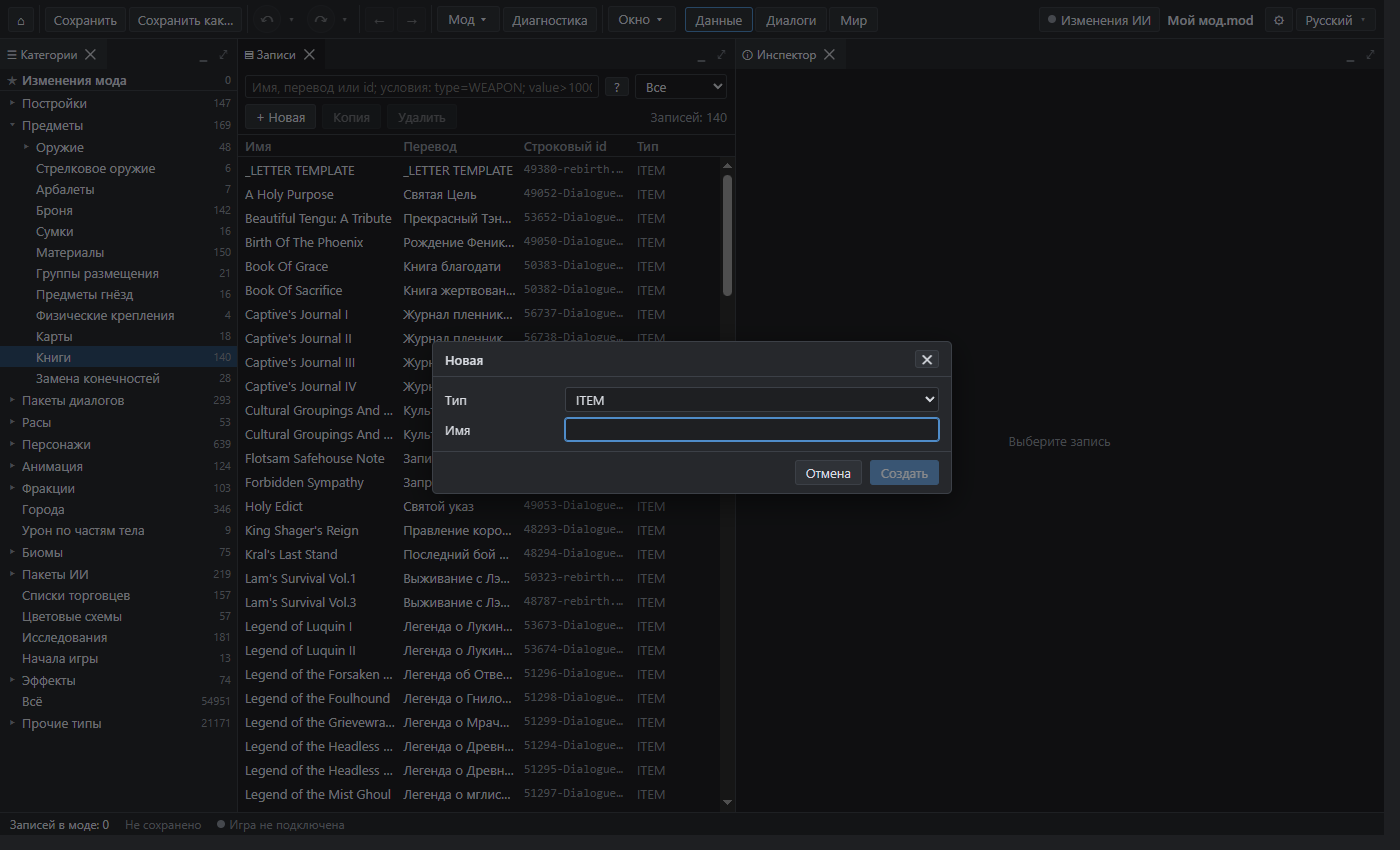 Сохранить Сохранить как... Мод Диагностика Окно Данные Диалоги Мир Изменения ИИ Мой мод.mod Русский
Категории
Изменения мода 0
Постройки 147
Предметы 169
Оружие 48
Стрелковое оружие 6
Арбалеты 7
Броня 142
Сумки 16
Материалы 150
Группы размещения 21
Предметы гнёзд 16
Физические крепления 4
Карты 18
Книги 140
Замена конечностей 28
Пакеты диалогов 293
Расы 53
Персонажи 639
Анимация 124
Фракции 103
Города 346
Урон по частям тела 9
Биомы 75
Пакеты ИИ 219
Списки торговцев 157
Цветовые схемы 57
Исследования 181
Начала игры 13
Эффекты 74
Всё 54951
Прочие типы 21171
Записи
Имя, перевод или id; условия: type=WEAPON; value>100( ? Все
+ Новая Копия Удалить Записей: 140
Имя Перевод Строковый id Тип
_LETTER TEMPLATE _LETTER TEMPLATE 49380-rebirth.… ITEM
A Holy Purpose Святая Цель 49052-Dialogue… ITEM
Beautiful Tengu: A Tribute Прекрасный Тэн... 53652-Dialogue… ITEM
Birth Of The Phoenix Рождение Феник... 49050-Dialogue… ITEM
Book Of Grace Книга благодати 50383-Dialogue… ITEM
Book Of Sacrifice Книга жертвован... 50382-Dialogue… ITEM
Captive's Journal I Журнал пленник... 56737-Dialogue… ITEM
Captive's Journal II Журнал пленник... 56738-Dialogue… ITEM
Captive's Journal III Журн
Captive's Journal IV Журн
Cultural Groupings And ... Культ
Cultural Groupings And ... Культ
Flotsam Safehouse Note Запи
Forbidden Sympathy Запр
Holy Edict Святой указ 49053-Dialogue… ITEM
King Shager's Reign Правление коро... 48293-Dialogue… ITEM
Kral's Last Stand Последний бой ... 48294-Dialogue… ITEM
Lam's Survival Vol.1 Выживание с Лэ... 50323-rebirth.… ITEM
Lam's Survival Vol.3 Выживание с Лэ... 48787-rebirth.… ITEM
Legend of Luquin I Легенда о Лукин... 53673-Dialogue… ITEM
Legend of Luquin II Легенда о Лукин... 53674-Dialogue… ITEM
Legend of the Forsaken ... Легенда об Отве... 51296-Dialogue… ITEM
Legend of the Foulhound Легенда о Гнило... 51298-Dialogue… ITEM
Legend of the Grievewra... Легенда о Мрач... 51299-Dialogue… ITEM
Legend of the Headless ... Легенда о Древн... 51294-Dialogue… ITEM
Legend of the Headless ... Легенда о Древн... 51295-Dialogue… ITEM
Legend of the Mist Ghoul Легенда о мглис... 51297-Dialogue… ITEM
Инспектор
Выберите запись
Новая
Тип ITEM
Имя
Отмена Создать
Записей в моде: 0 Не сохранено Игра не подключена